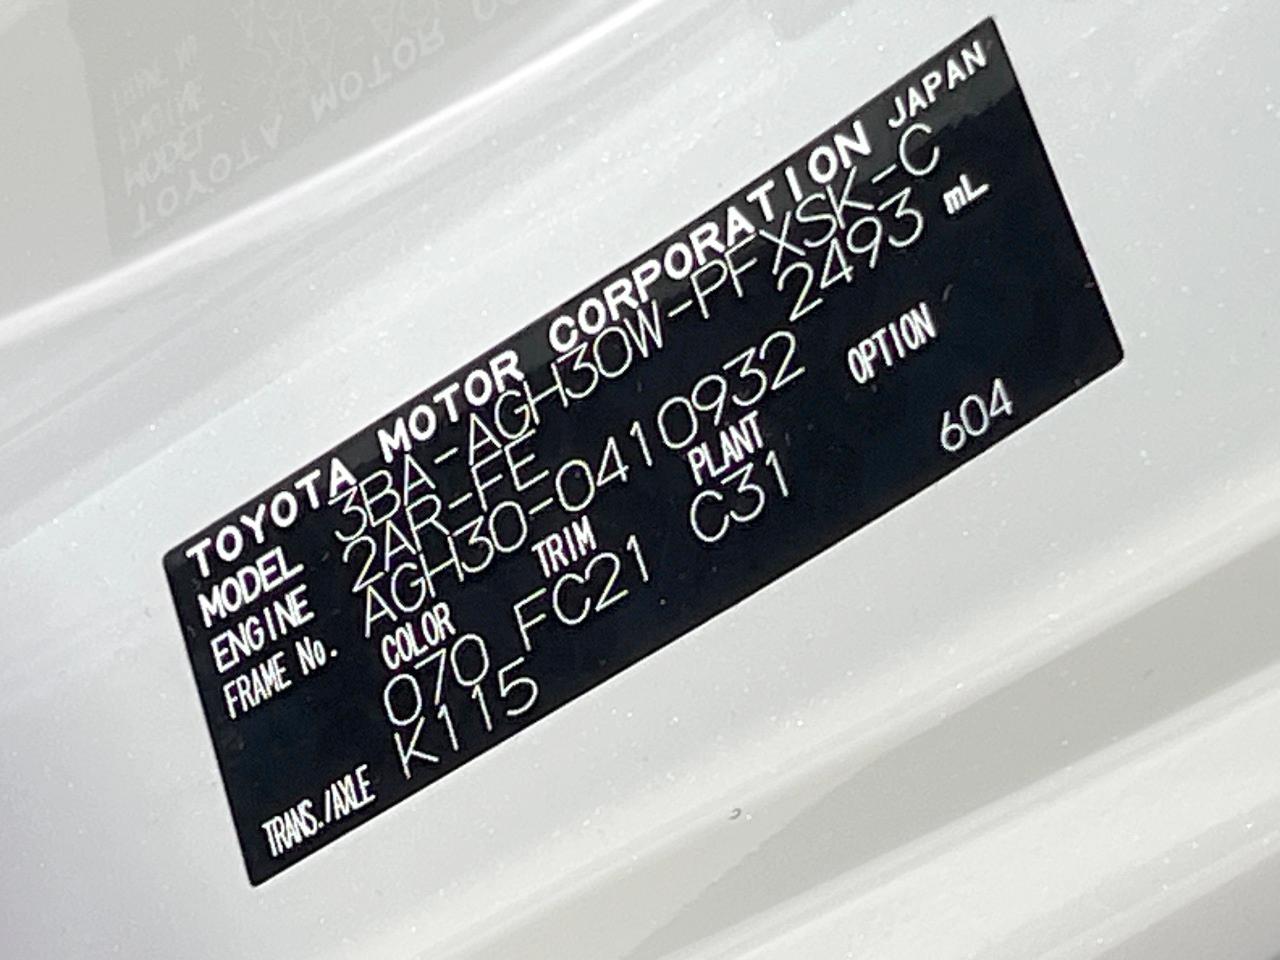 TOYOTA MOTOR CORPORATION JAPAN
MODEL 3BA-AGH30W-PFXSK-C
ENGINE 2AR-FE 2493 mL
FRAME No. AGH30-0410932
COLOR TRIM PLANT OPTION
070 FC21 C31 604
TRANS./AXLE K115